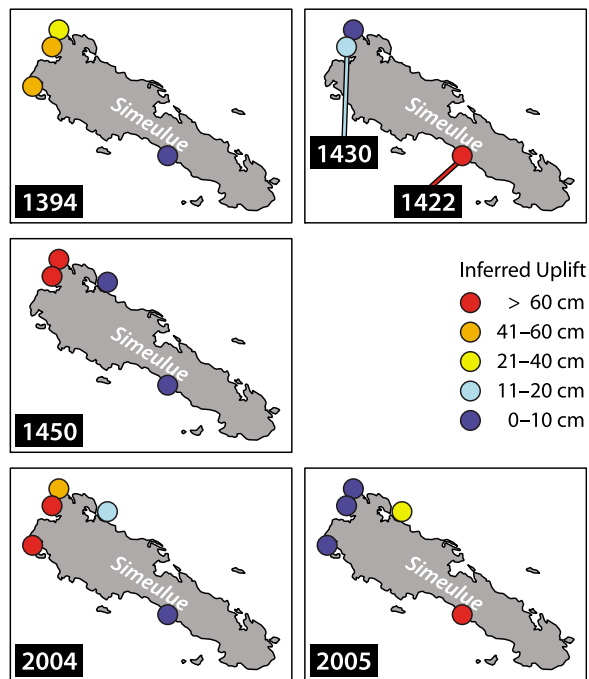 Simeulue
1394
Simeulue
1430
1422
Simeulue
1450
Inferred Uplift
> 60 cm
41–60 cm
21–40 cm
11–20 cm
0–10 cm
Simeulue
2004
Simeulue
2005